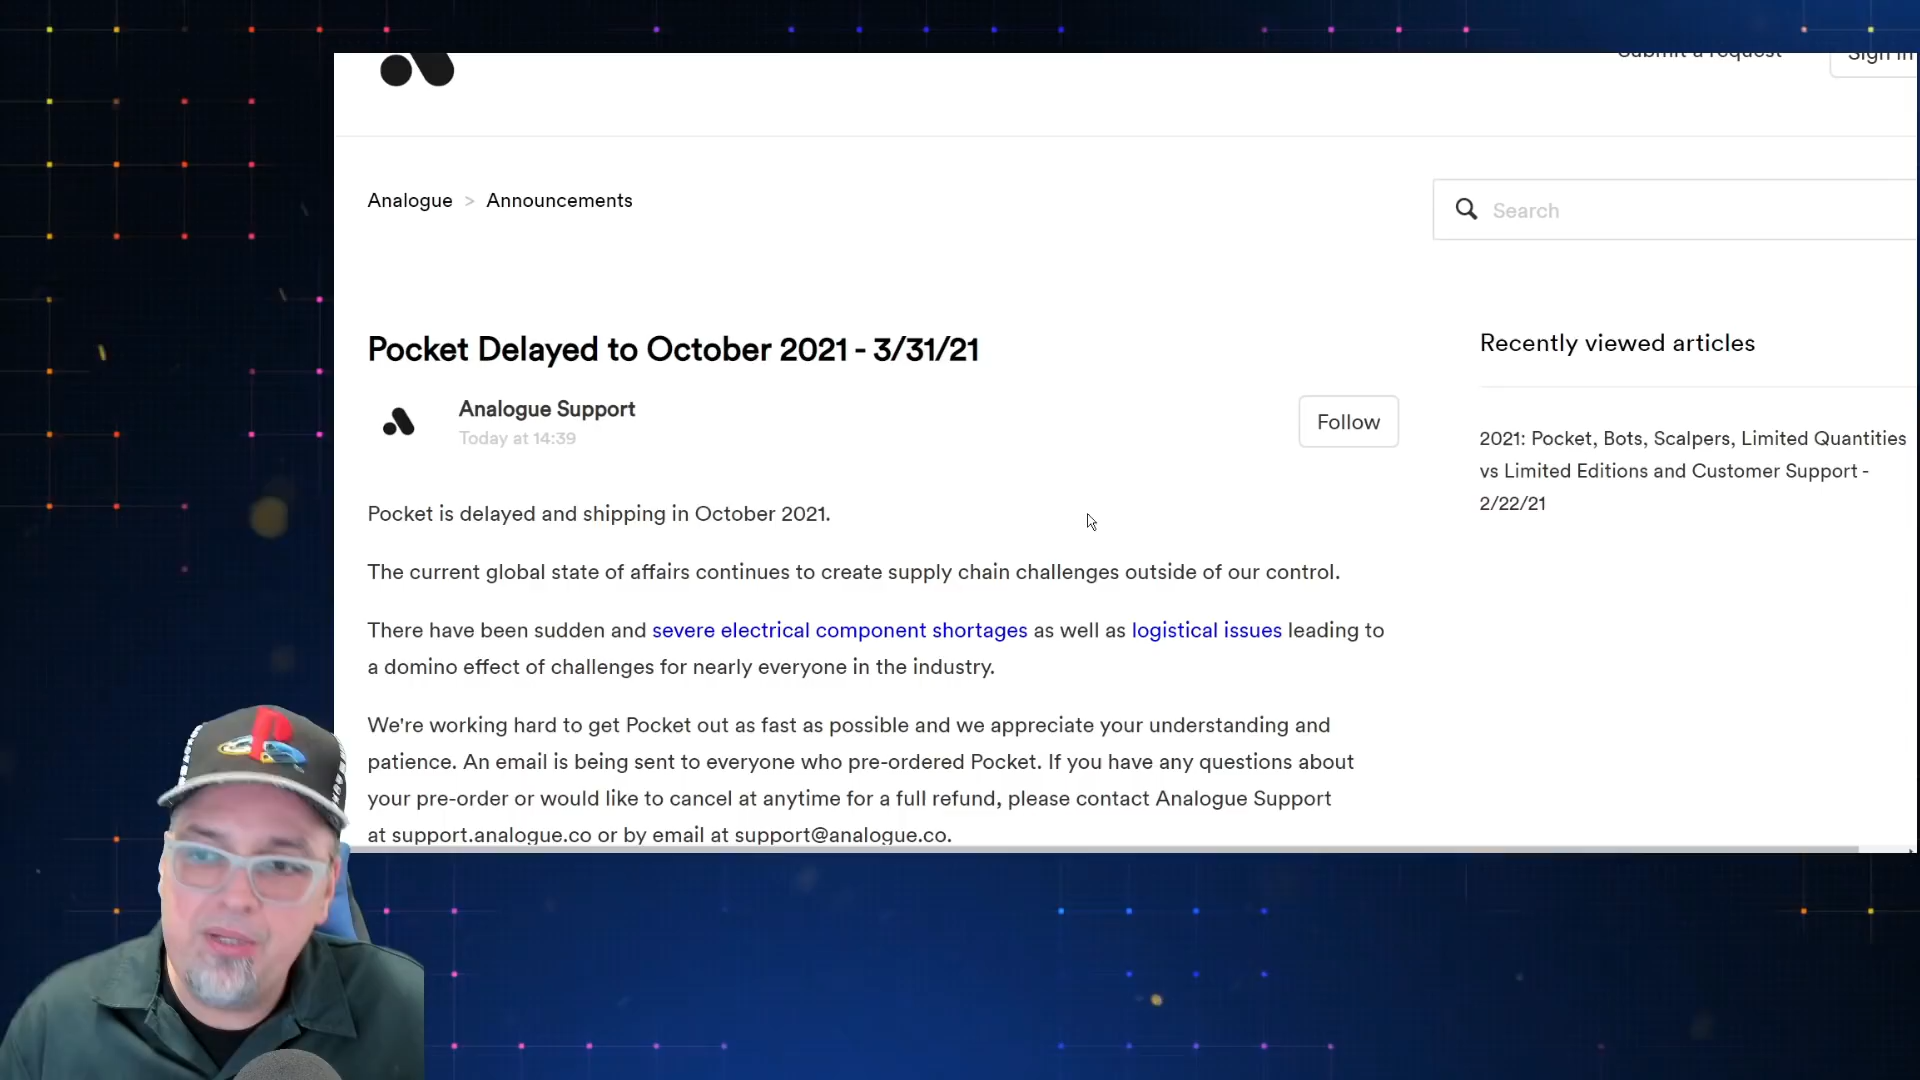 Submit a request
Sign in
Analogue > Announcements
Search
Pocket Delayed to October 2021 - 3/31/21
Analogue Support
Today at 14:39
Follow
Pocket is delayed and shipping in October 2021.
The current global state of affairs continues to create supply chain challenges outside of our control.
There have been sudden and severe electrical component shortages as well as logistical issues leading to
a domino effect of challenges for nearly everyone in the industry.
We're working hard to get Pocket out as fast as possible and we appreciate your understanding and
patience. An email is being sent to everyone who pre-ordered Pocket. If you have any questions about
your pre-order or would like to cancel at anytime for a full refund, please contact Analogue Support
at support.analogue.co or by email at support@analogue.co.
Recently viewed articles
2021: Pocket, Bots, Scalpers, Limited Quantities
vs Limited Editions and Customer Support -
2/22/21